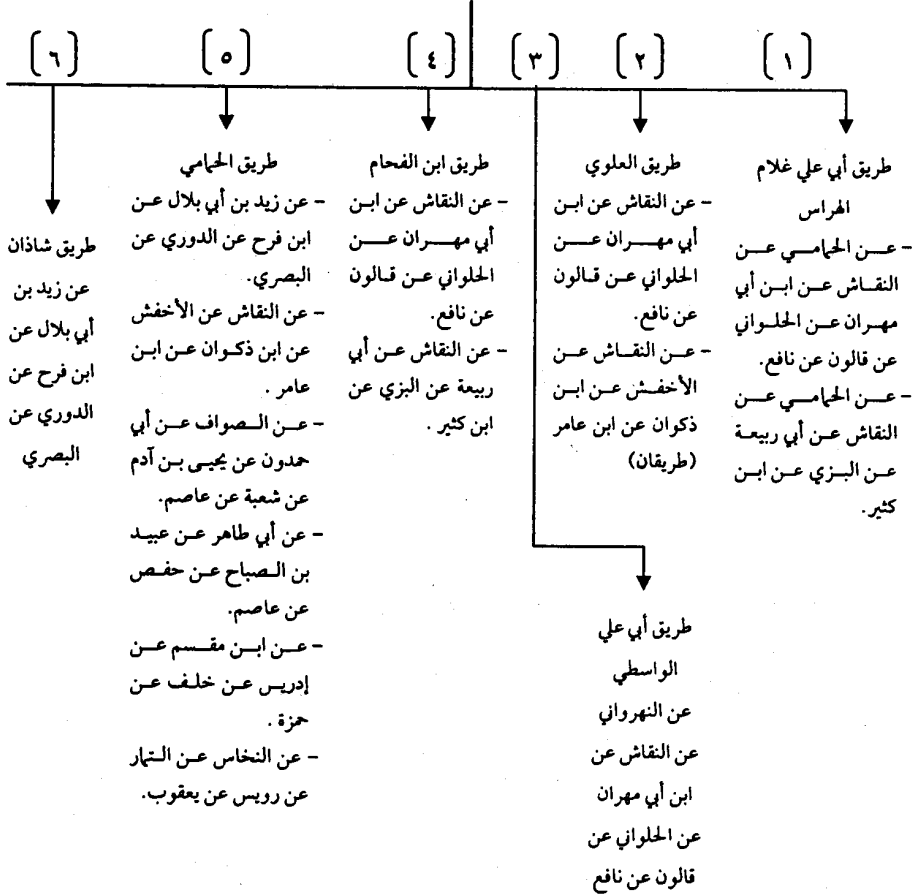 [١]
[٢]
[٣]
[٤]
[٥]
[٦]
طريق أبي علي غلام
الهراس
- عن الحمامي عن
النقاش عن ابن أبي
مهران عن الحلواني
عن قالون عن نافع.
- عن الحمامي عن
النقاش عن أبي ربيعة
عن البزي عن ابن
كثير.
طريق العلوي
- عن النقاش عن ابن
أبي مهران عن
الحلواني عن قالون
عن نافع.
- عن النقاش عن
الأخفش عن ابن
ذكوان عن ابن عامر
(طريقان)
طريق أبي علي
الواسطي
عن النهرواني
عن النقاش عن
ابن أبي مهران
عن الحلواني عن
قالون عن نافع
طريق ابن الفحام
- عن النقاش عن ابن
أبي مهران عن
الحلواني عن قالون
عن نافع.
- عن النقاش عن أبي
ربيعة عن البزي عن
ابن كثير .
طريق الحمامي
- عن زيد بن أبي بلال عن
ابن فرح عن الدوري عن
البصري.
- عن النقاش عن الأخفش
عن ابن ذكوان عن ابن
عامر .
- عن الصواف عن أبي
حمدون عن يحيى بن آدم
عن شعبة عن عاصم.
- عن أبي طاهر عن عبيد
بن الصباح عن حفص
عن عاصم.
- عن ابن مقسم عن
إدريس عن خلف عن
حمزة .
- عن النخاس عن التمار
عن رويس عن يعقوب.
طريق شاذان
عن زيد بن
أبي بلال عن
ابن فرح عن
الدوري عن
البصري